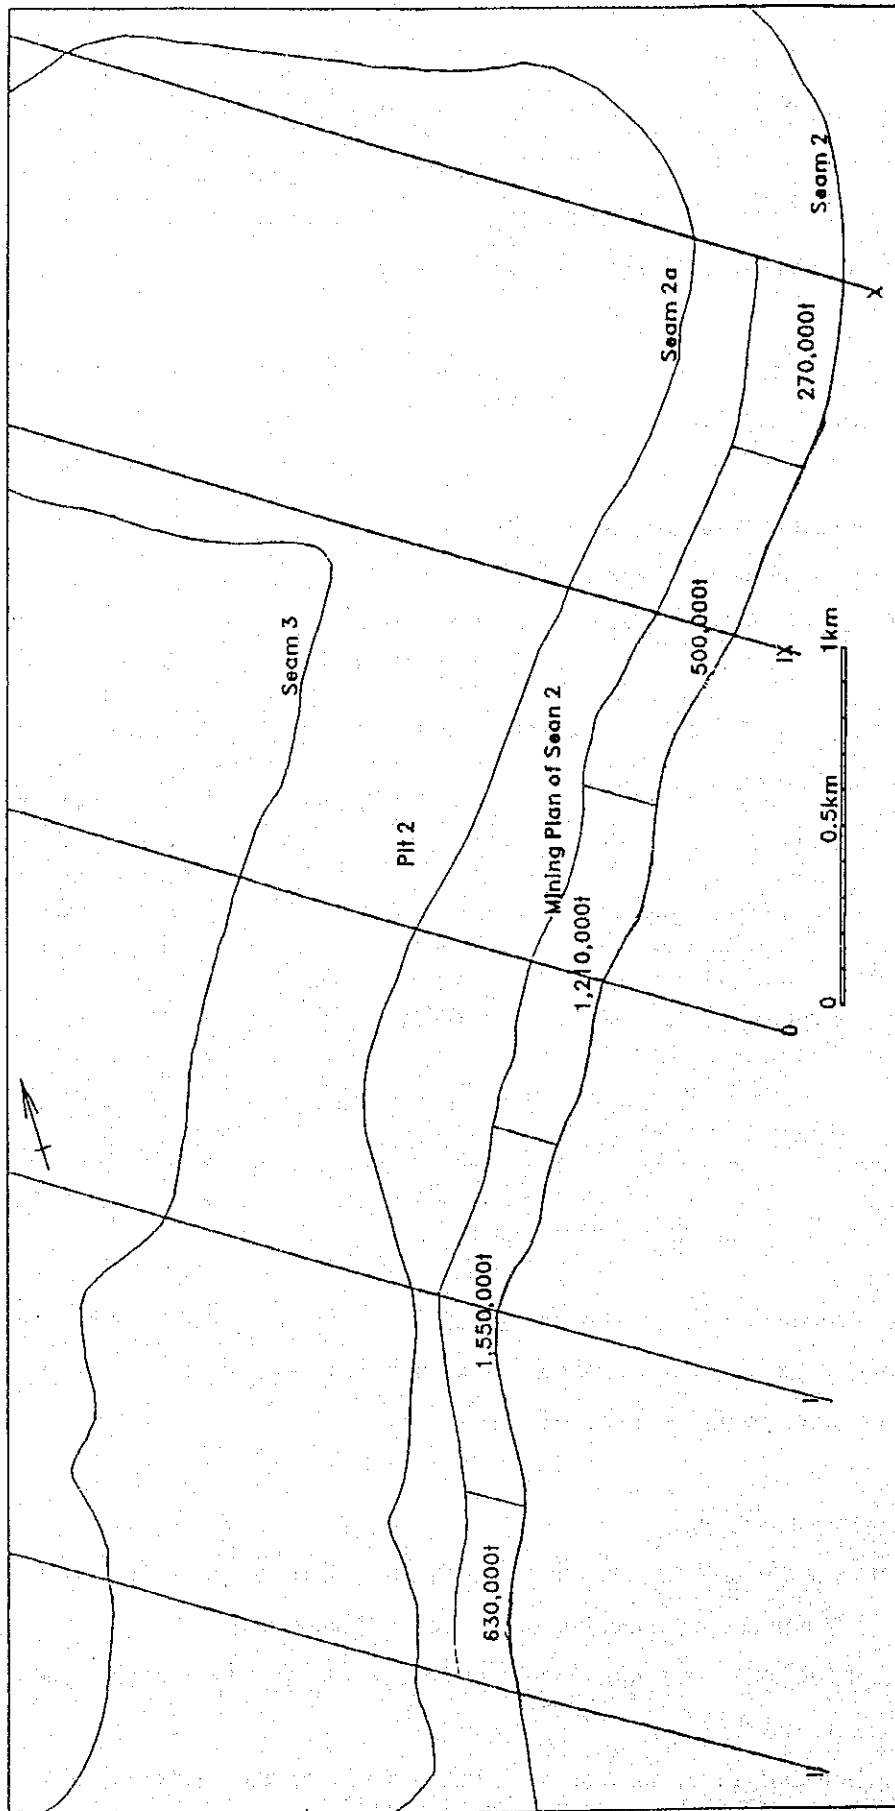 Seam 3
Pit 2
Seam 2a
Seam 2
Mining Plan of Sean 2
630,000t
1,550,000t
1,210,000t
500,000t
270,000t
II
I
0
IX
X
0
0.5km
1km